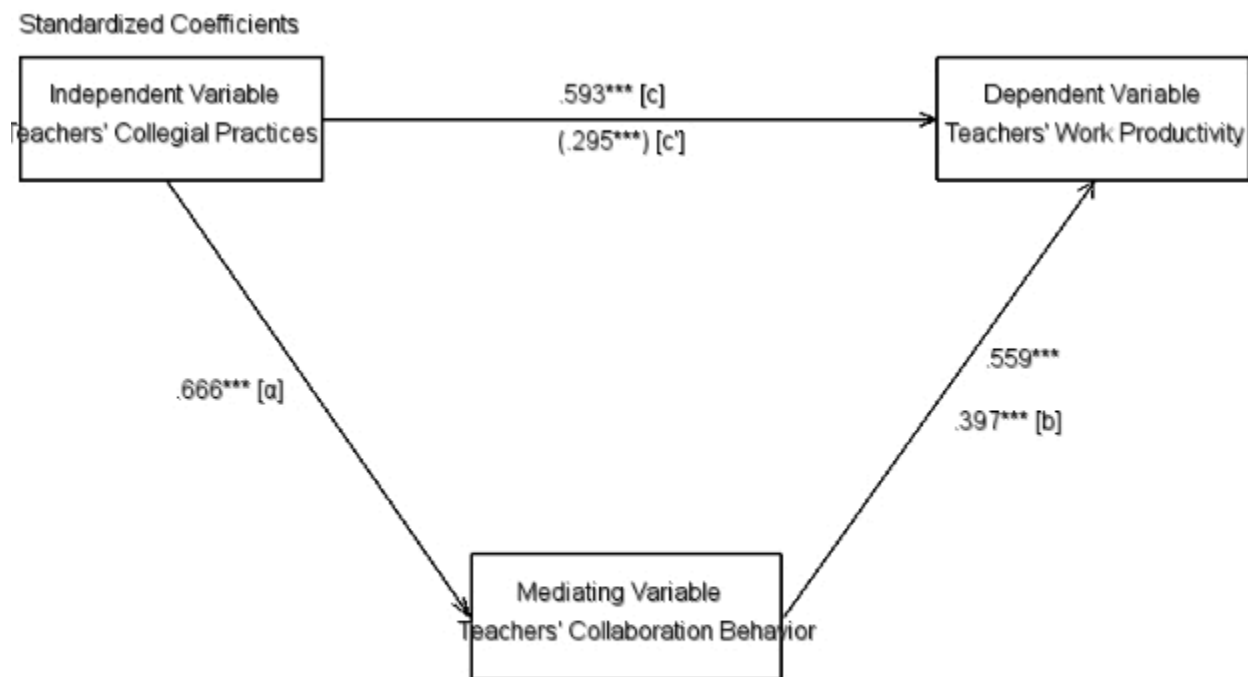 Standardized Coefficients
Independent Variable
Teachers' Collegial Practices
.593*** [c]
(.295***) [c']
Dependent Variable
Teachers' Work Productivity
.666*** [α]
.559***
.397*** [b]
Mediating Variable
Teachers' Collaboration Behavior